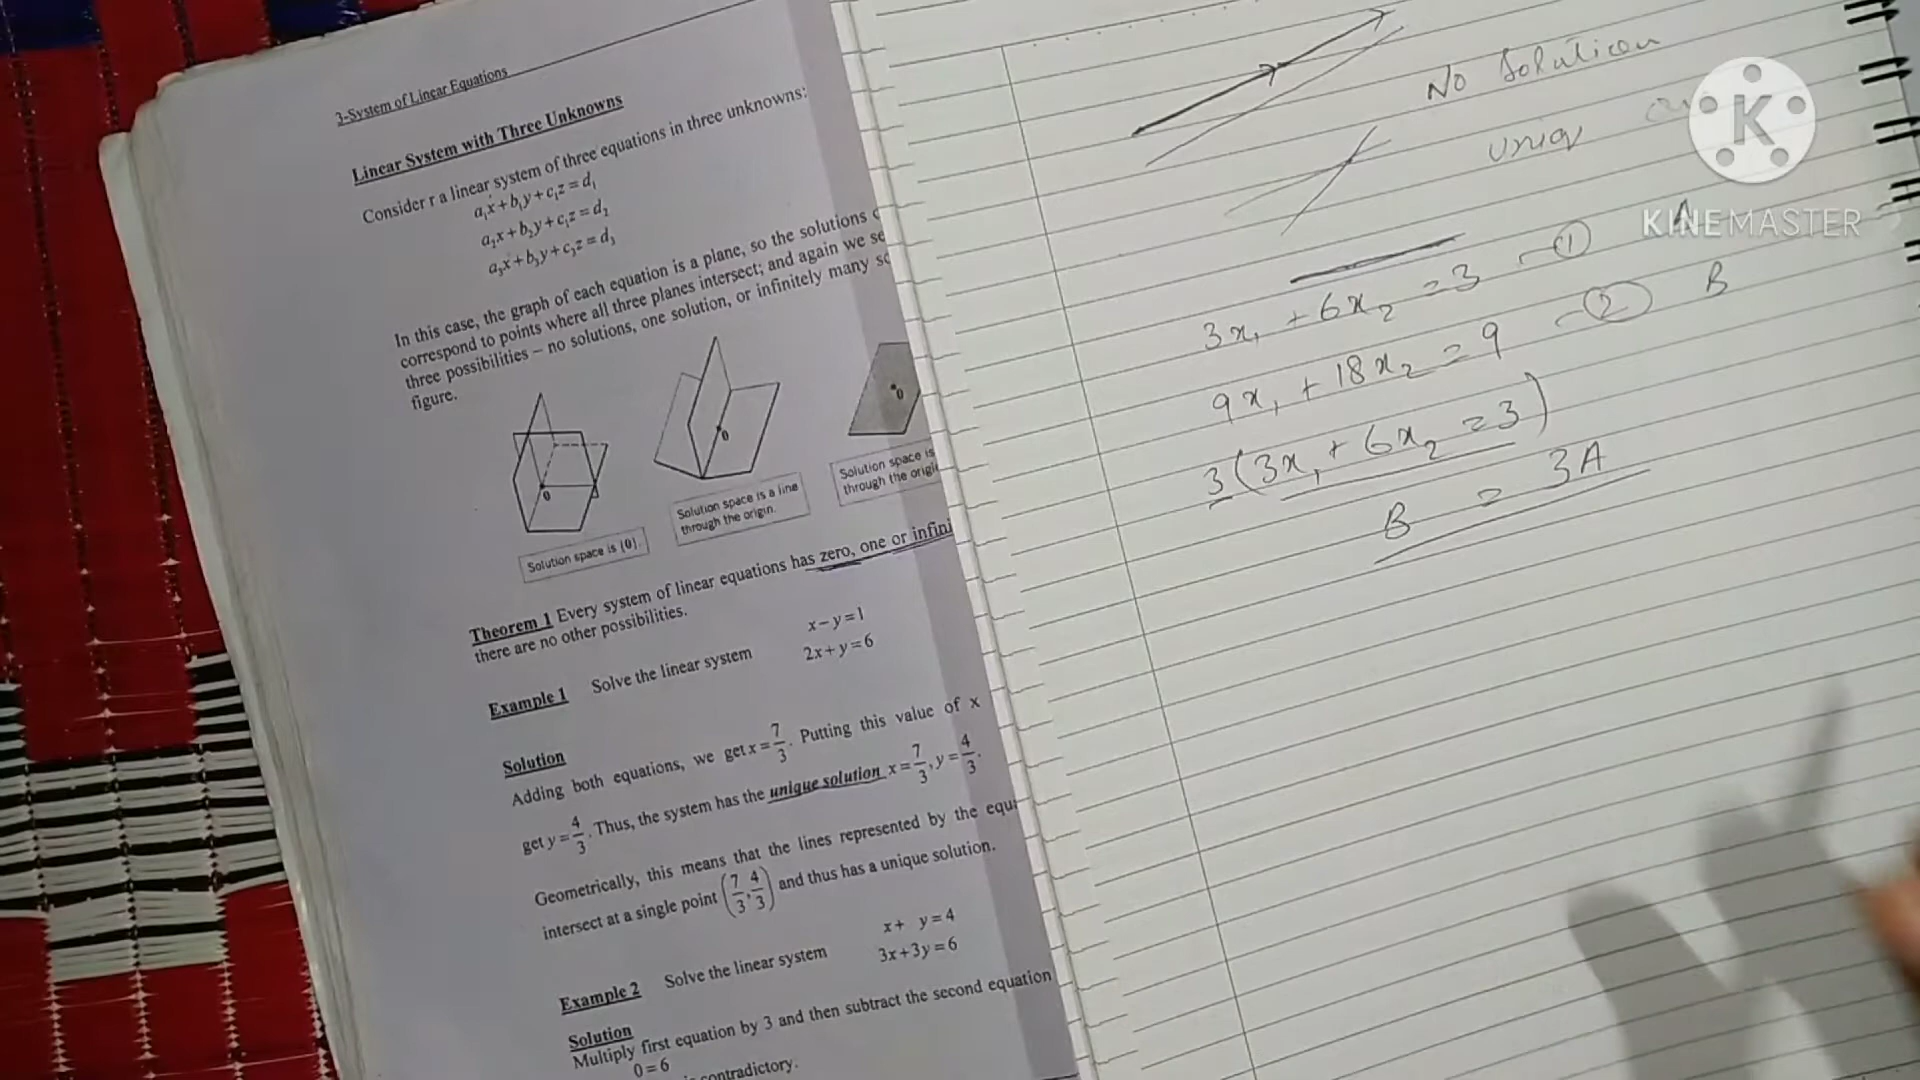 3-System of Linear Equations
Linear System with Three Unknowns
Consider r a linear system of three equations in three unknowns:
a₁x + b₁y + c₁z = d₁
a₂x + b₂y + c₁z = d₂
a₃x + b₃y + c₁z = d₃
In this case, the graph of each equation is a plane, so the solutions
correspond to points where all three planes intersect; and again we
three possibilities – no solutions, one solution, or infinitely many
figure.
0
0
0
Solution space is {0}.
Solution space is a line
through the origin.
Solution space is
through the
Theorem 1 Every system of linear equations has zero, one or
there are no other possibilities.
Example 1 Solve the linear system
x − y = 1
2x + y = 6
Solution
Adding both equations, we get x = 7/3. Putting this value of x
get y = 4/3. Thus, the system has the unique solution x = 7/3, y = 4/3.
Geometrically, this means that the lines represented by the
intersect at a single point (7/3, 4/3) and thus has a unique solution.
Example 2 Solve the linear system
x + y = 4
3x + 3y = 6
Solution
Multiply first equation by 3 and then subtract the second equation
0 = 6
contradictory.
No Solution
uniq
3x₁ + 6x₂ = 3 - ① A
9x₁ + 18x₂ = 9 - ② B
3(3x₁ + 6x₂ = 3)
B = 3A
K
KINEMASTER